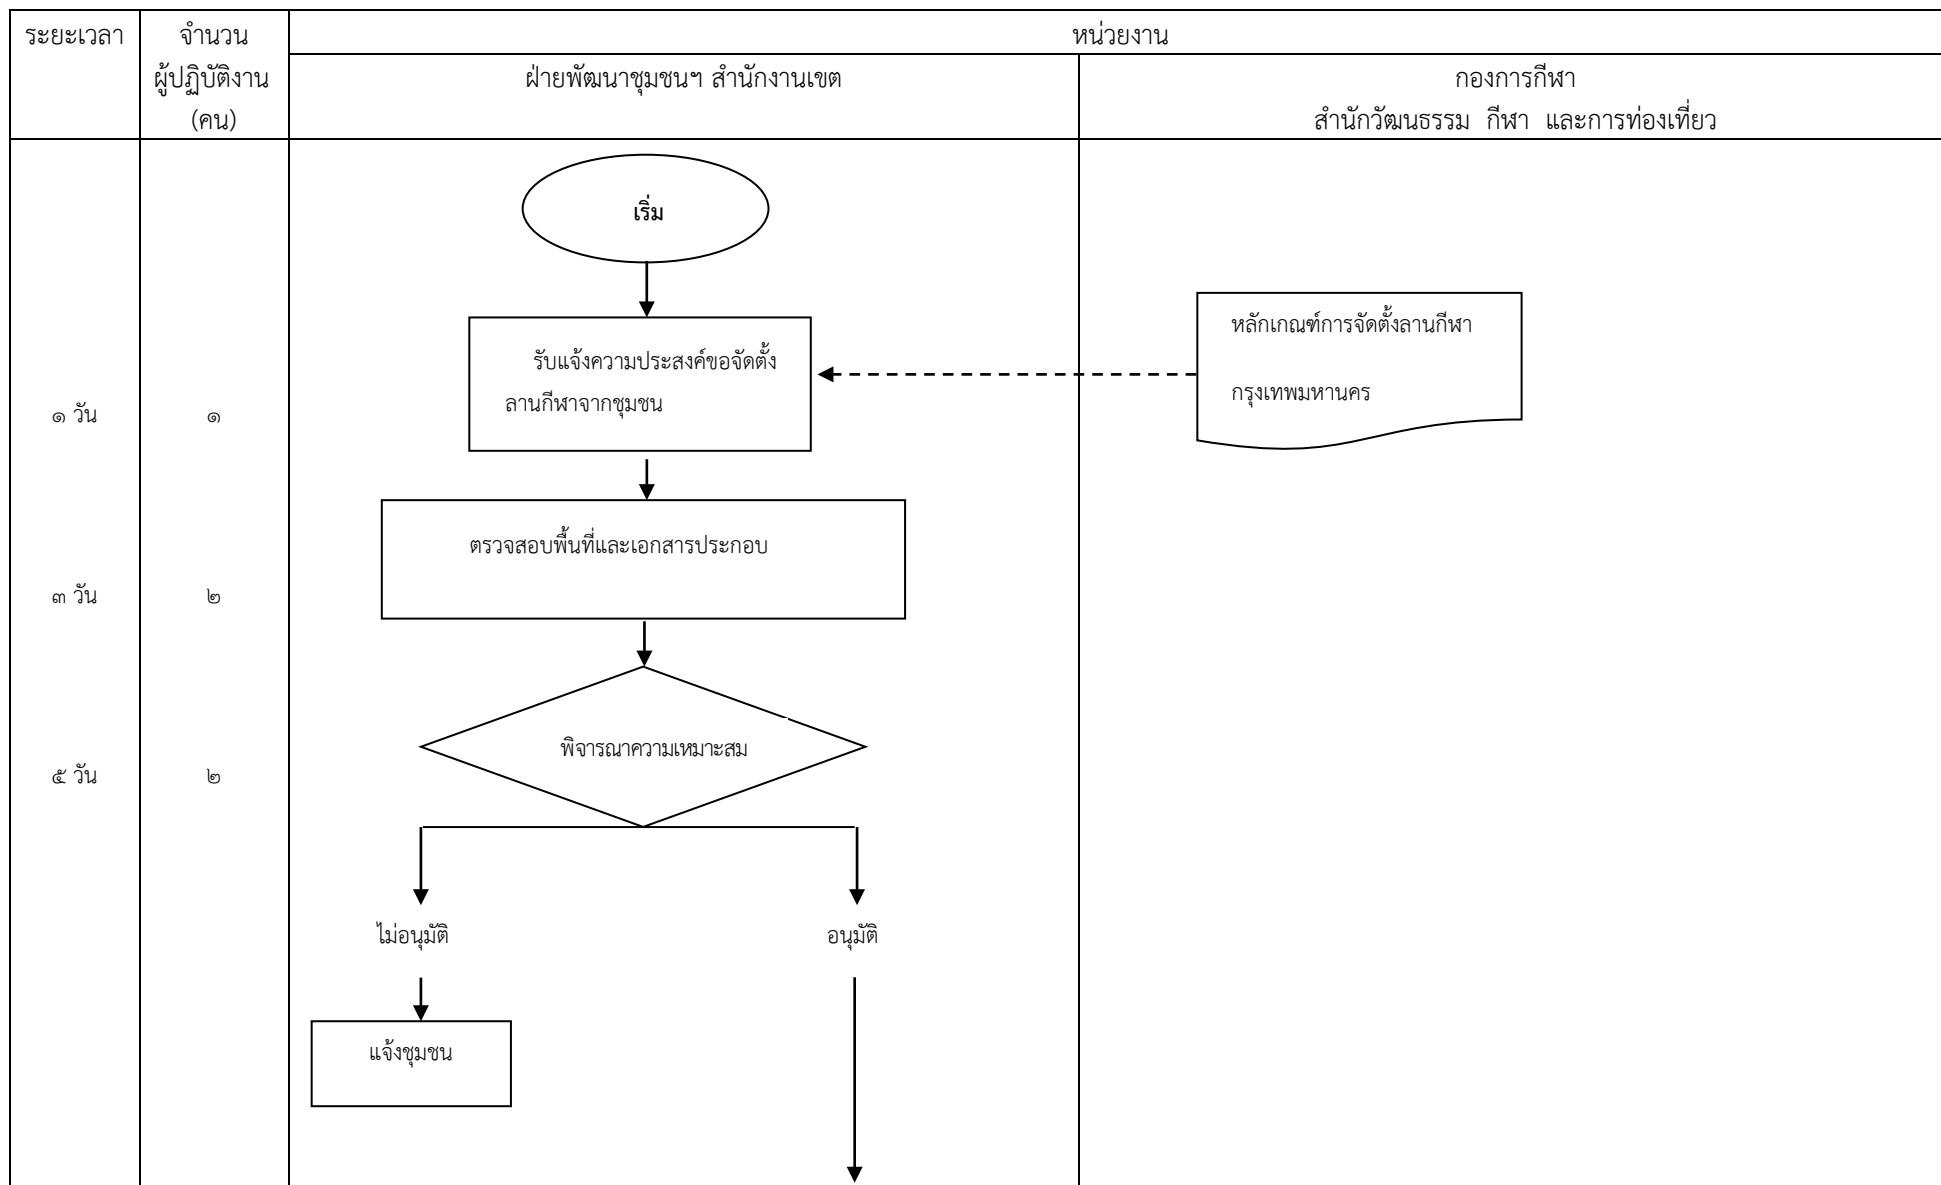 ระยะเวลา
จำนวน
ผู้ปฏิบัติงาน
(คน)
หน่วยงาน
ฝ่ายพัฒนาชุมชนฯ สำนักงานเขต
กองการกีฬา
สำนักวัฒนธรรม กีฬา และการท่องเที่ยว
เริ่ม
หลักเกณฑ์การจัดตั้งลานกีฬา
กรุงเทพมหานคร
รับแจ้งความประสงค์ขอจัดตั้ง
ลานกีฬาจากชุมชน
๑ วัน
๑
ตรวจสอบพื้นที่และเอกสารประกอบ
๓ วัน
๒
พิจารณาความเหมาะสม
๕ วัน
๒
ไม่อนุมัติ
อนุมัติ
แจ้งชุมชน